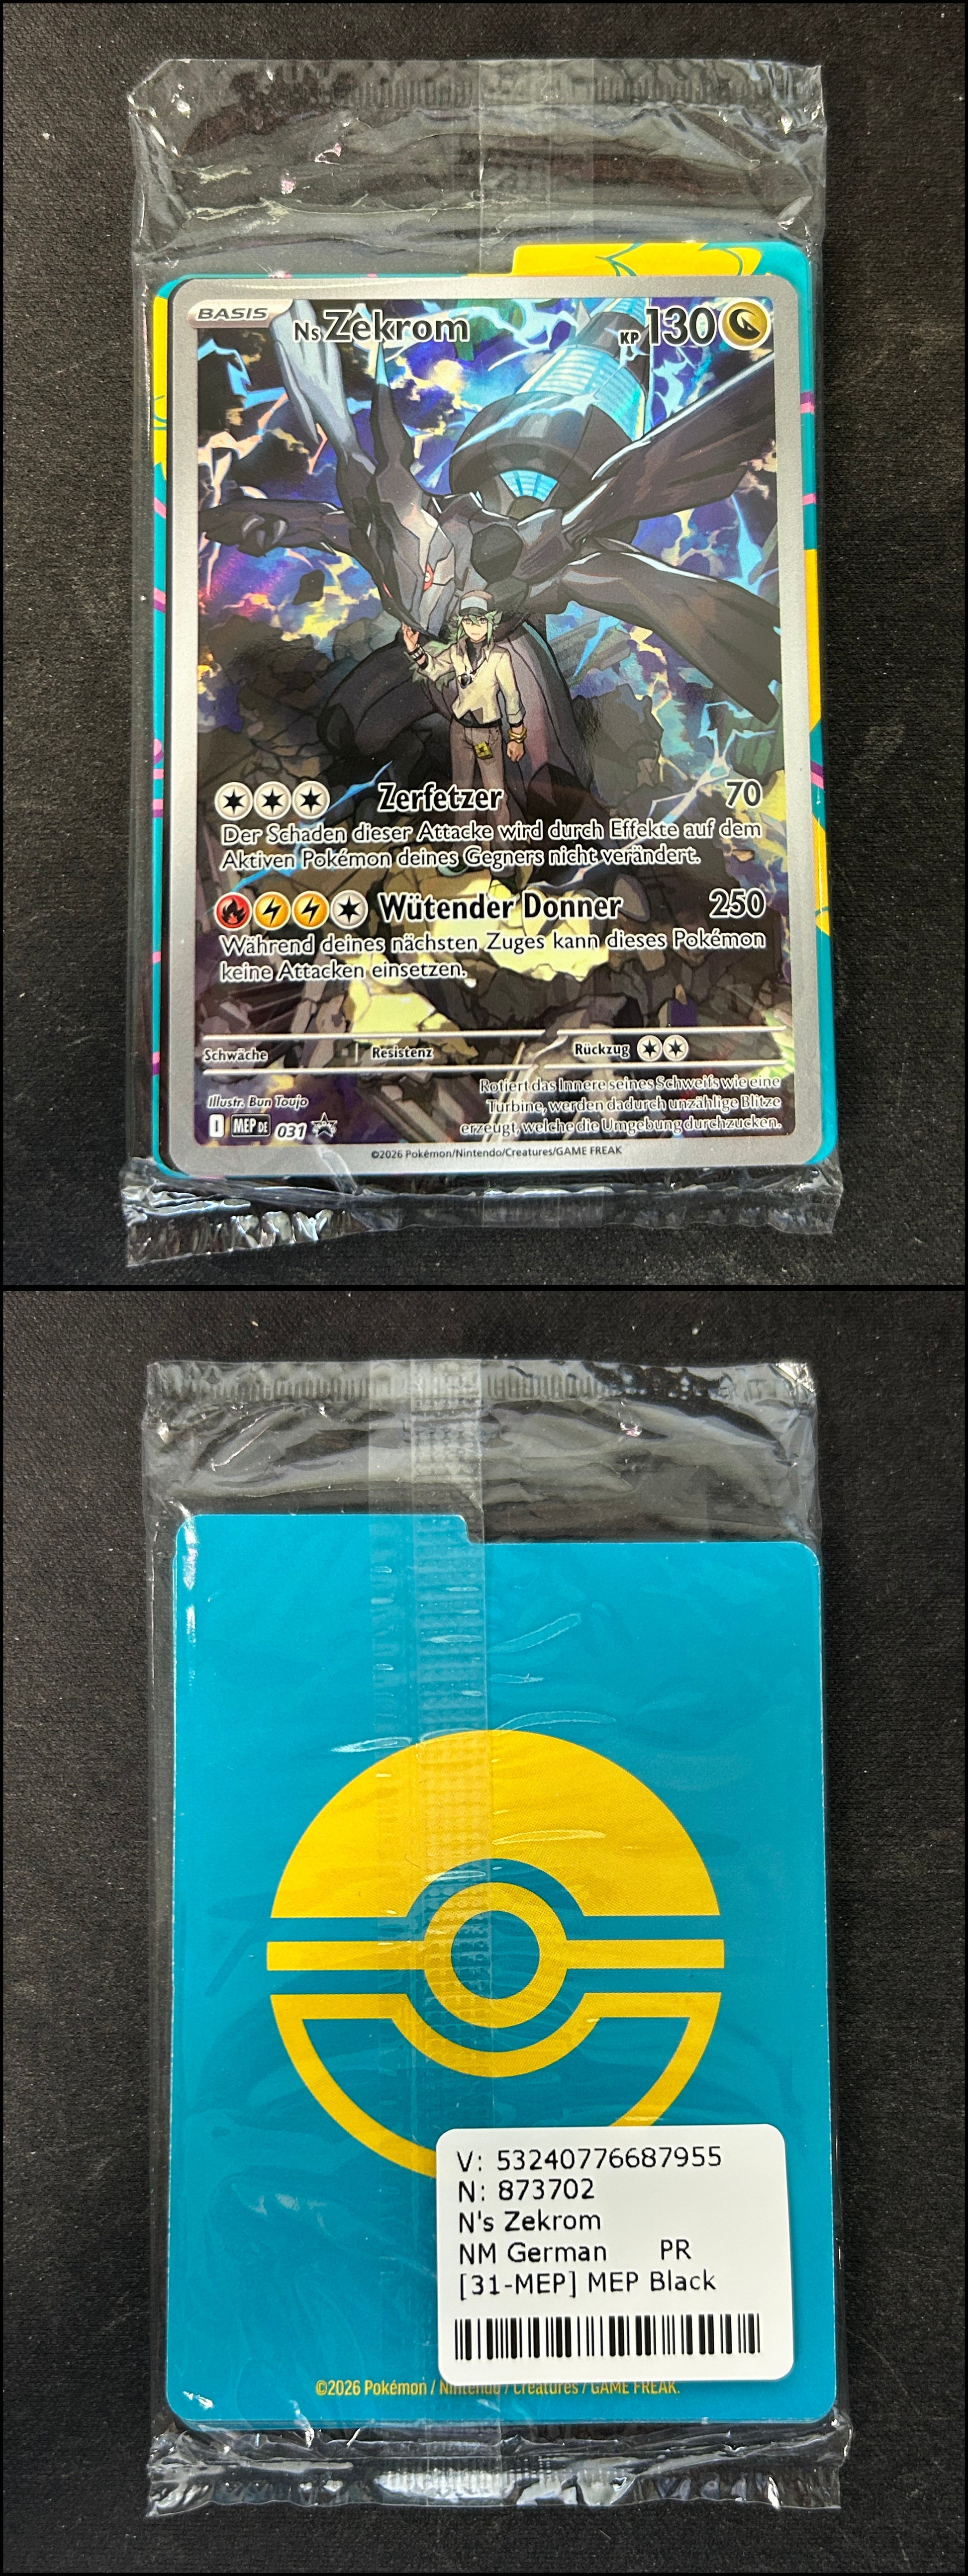 BASIS
Ns Zekrom KP 130
Zerfetzer 70
Der Schaden dieser Attacke wird durch Effekte auf dem
Aktiven Pokémon deines Gegners nicht verändert.
Wütender Donner 250
Während deines nächsten Zuges kann dieses Pokémon
keine Attacken einsetzen.
Schwäche Resistenz Rückzug
Rotiert das Innere seines Schweifs wie eine
Turbine, werden dadurch unzählige Blitze
erzeugt, welche die Umgebung durchzucken.
Illustr. Bun Toujo
I MEP DE 031
©2026 Pokémon/Nintendo/Creatures/GAME FREAK
V: 53240776687955
N: 873702
N's Zekrom
NM German PR
[31-MEP] MEP Black
©2026 Pokémon / Nintendo / Creatures / GAME FREAK.